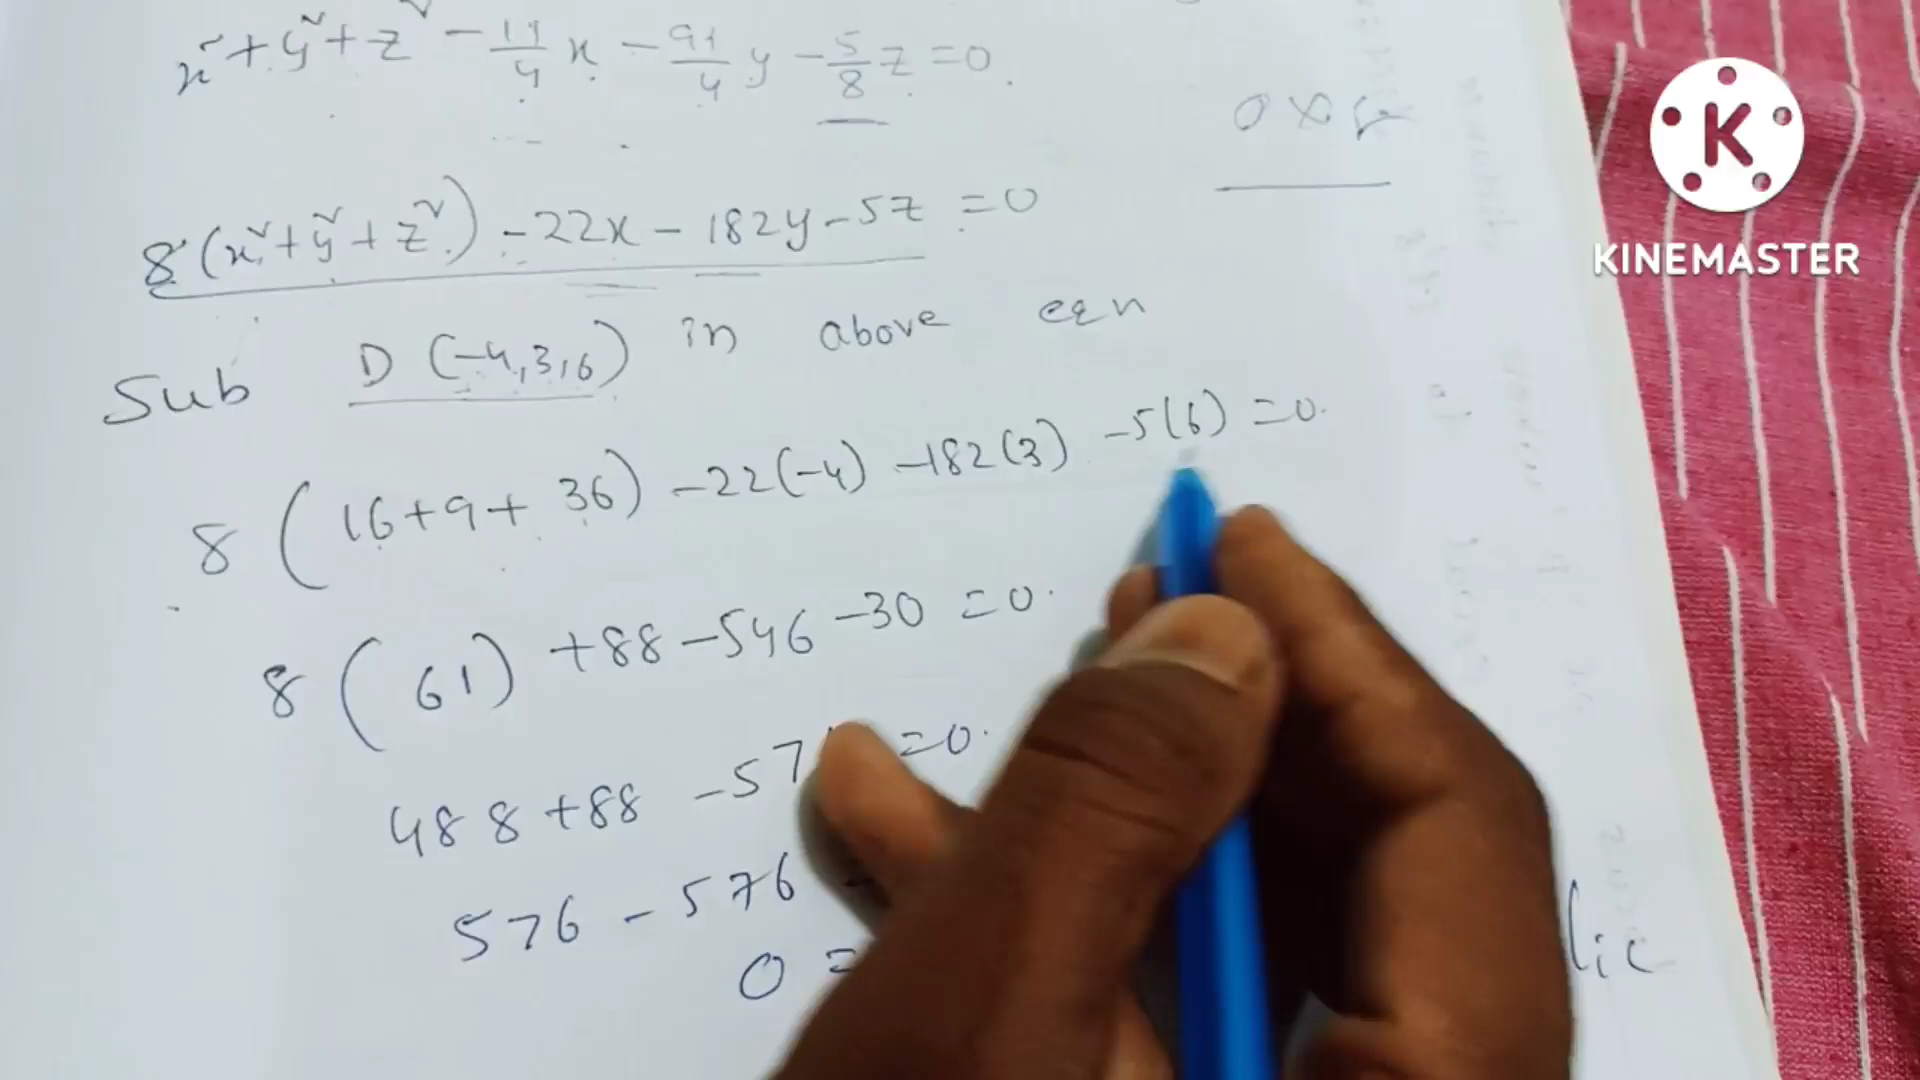 x² + y² + z² - 11/4 x - 91/4 y - 5/8 z = 0.
8(x² + y² + z²) - 22x - 182y - 5z = 0
Sub D (-4,3,6) in above eqn
8 (16+9+36) -22(-4) -182(3) -5(6) =0.
8 (61) +88 -546 -30 =0.
488 +88 -57 =0.
576 - 576
0 =
lic
K
KINEMASTER